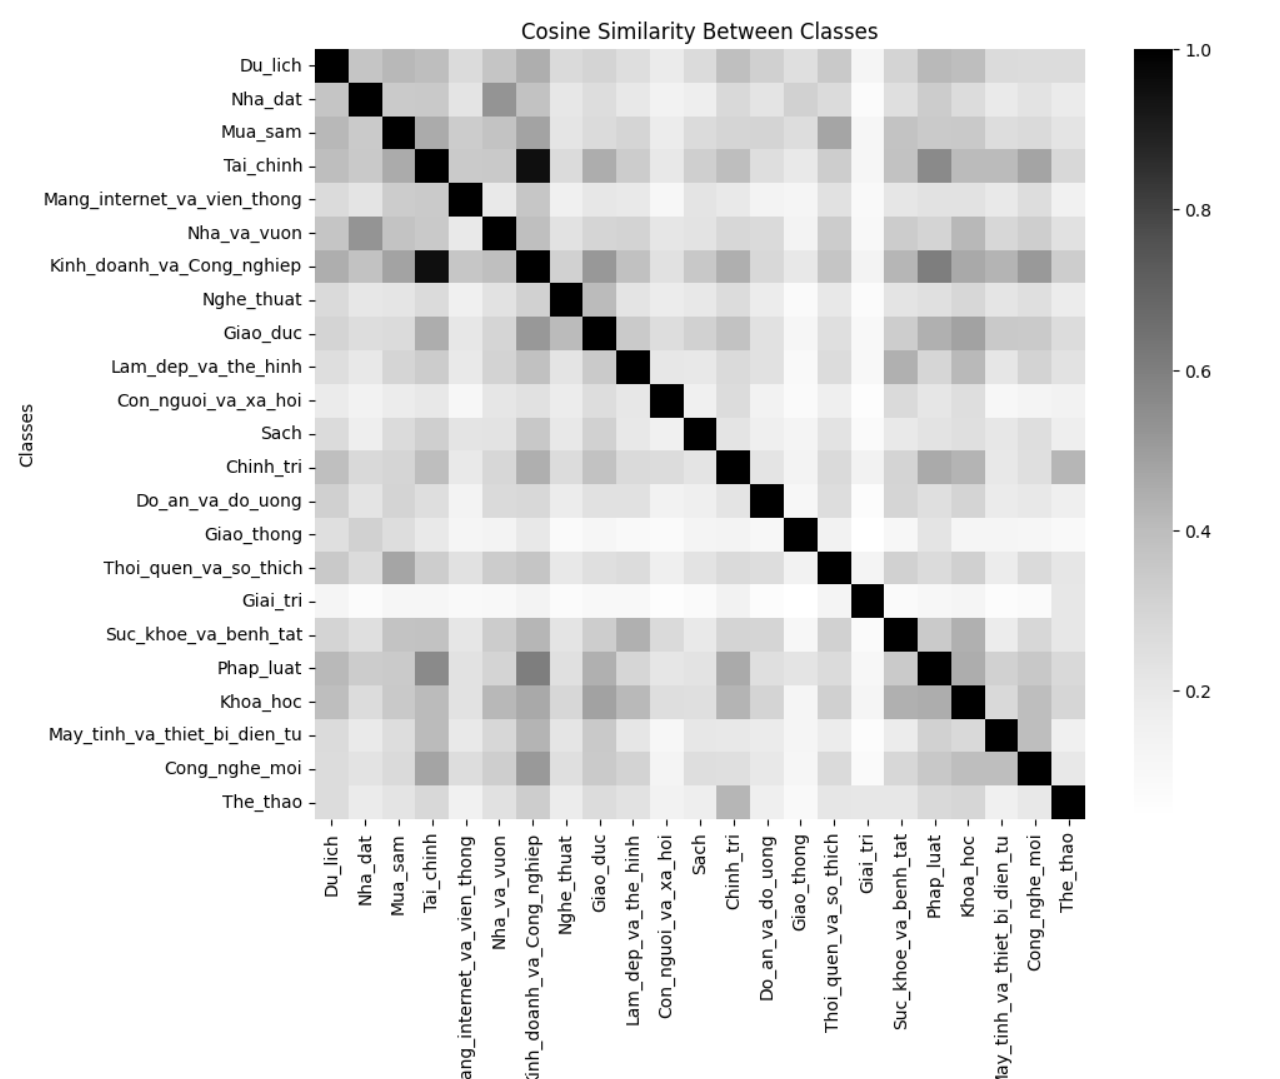 Cosine Similarity Between Classes
Du_lich
Nha_dat
Mua_sam
Tai_chinh
Mang_internet_va_vien_thong
Nha_va_vuon
Kinh_doanh_va_Cong_nghiep
Nghe_thuat
Giao_duc
Lam_dep_va_the_hinh
Con_nguoi_va_xa_hoi
Sach
Chinh_tri
Do_an_va_do_uong
Giao_thong
Thoi_quen_va_so_thich
Giai_tri
Suc_khoe_va_benh_tat
Phap_luat
Khoa_hoc
May_tinh_va_thiet_bi_dien_tu
Cong_nghe_moi
The_thao
Classes
Du_lich
Nha_dat
Mua_sam
Tai_chinh
ang_internet_va_vien_thong
Nha_va_vuon
Kinh_doanh_va_Cong_nghiep
Nghe_thuat
Giao_duc
Lam_dep_va_the_hinh
Con_nguoi_va_xa_hoi
Sach
Chinh_tri
Do_an_va_do_uong
Giao_thong
Thoi_quen_va_so_thich
Giai_tri
Suc_khoe_va_benh_tat
Phap_luat
Khoa_hoc
May_tinh_va_thiet_bi_dien_tu
Cong_nghe_moi
The_thao
1.0
0.8
0.6
0.4
0.2